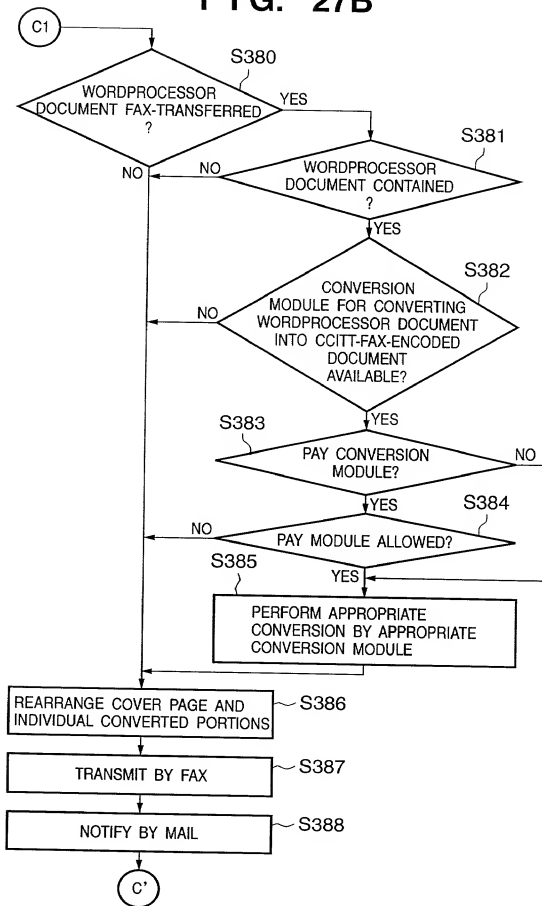 FIG. 27B
C1
S380
WORDPROCESSOR
DOCUMENT FAX-TRANSFERRED
?
YES
NO
S381
WORDPROCESSOR
DOCUMENT CONTAINED
?
NO
YES
S382
CONVERSION
MODULE FOR CONVERTING
WORDPROCESSOR DOCUMENT
INTO CCITT-FAX-ENCODED
DOCUMENT
AVAILABLE?
NO
YES
S383
PAY CONVERSION
MODULE?
NO
YES
S384
PAY MODULE ALLOWED?
NO
YES
S385
PERFORM APPROPRIATE
CONVERSION BY APPROPRIATE
CONVERSION MODULE
REARRANGE COVER PAGE AND
INDIVIDUAL CONVERTED PORTIONS
S386
TRANSMIT BY FAX
S387
NOTIFY BY MAIL
S388
C'